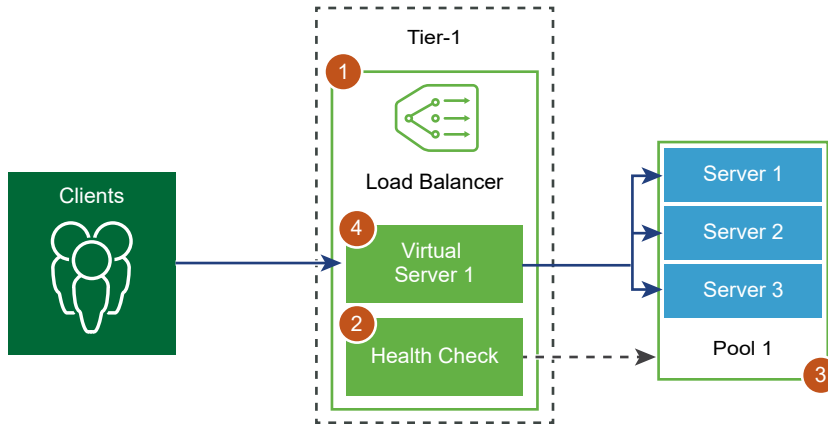 Tier-1
1
Load Balancer
Clients
4
Virtual
Server 1
2
Health Check
Server 1
Server 2
Server 3
Pool 1
3